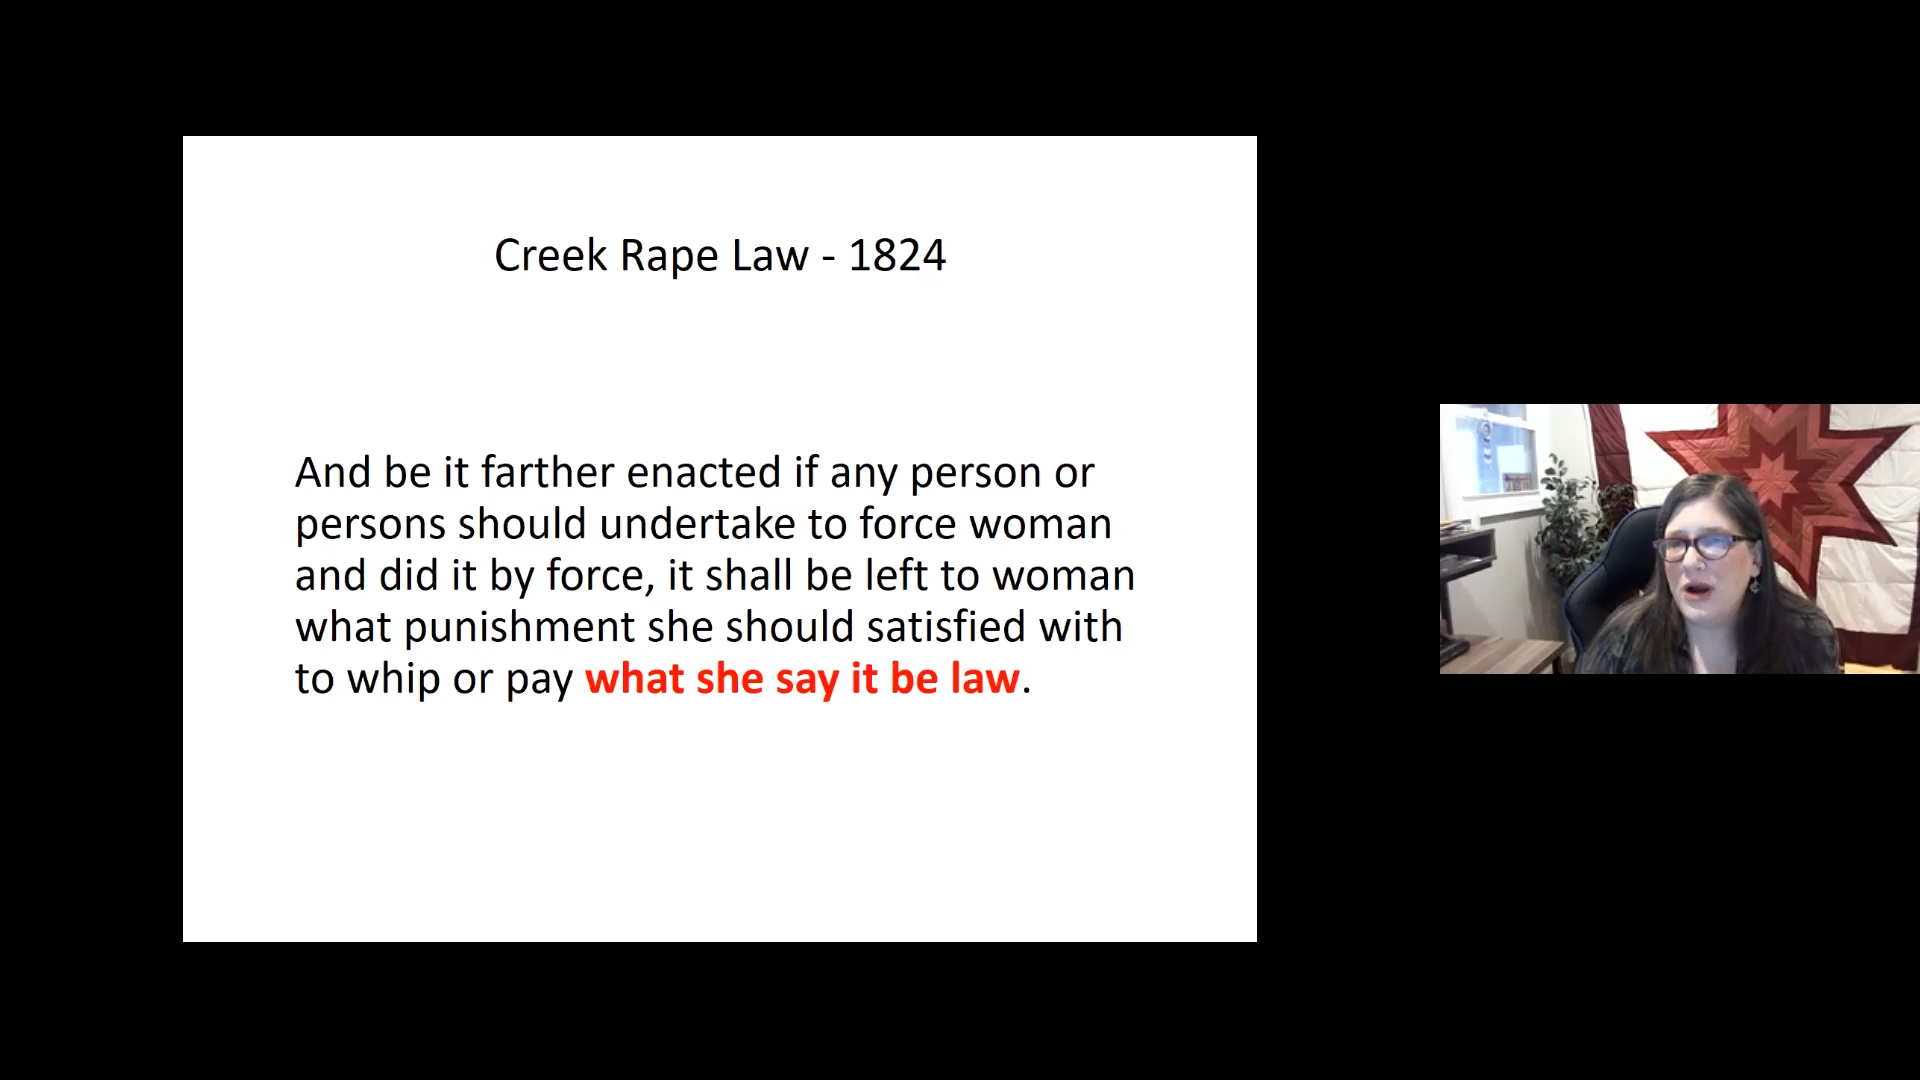 Creek Rape Law - 1824
And be it farther enacted if any person or
persons should undertake to force woman
and did it by force, it shall be left to woman
what punishment she should satisfied with
to whip or pay what she say it be law.